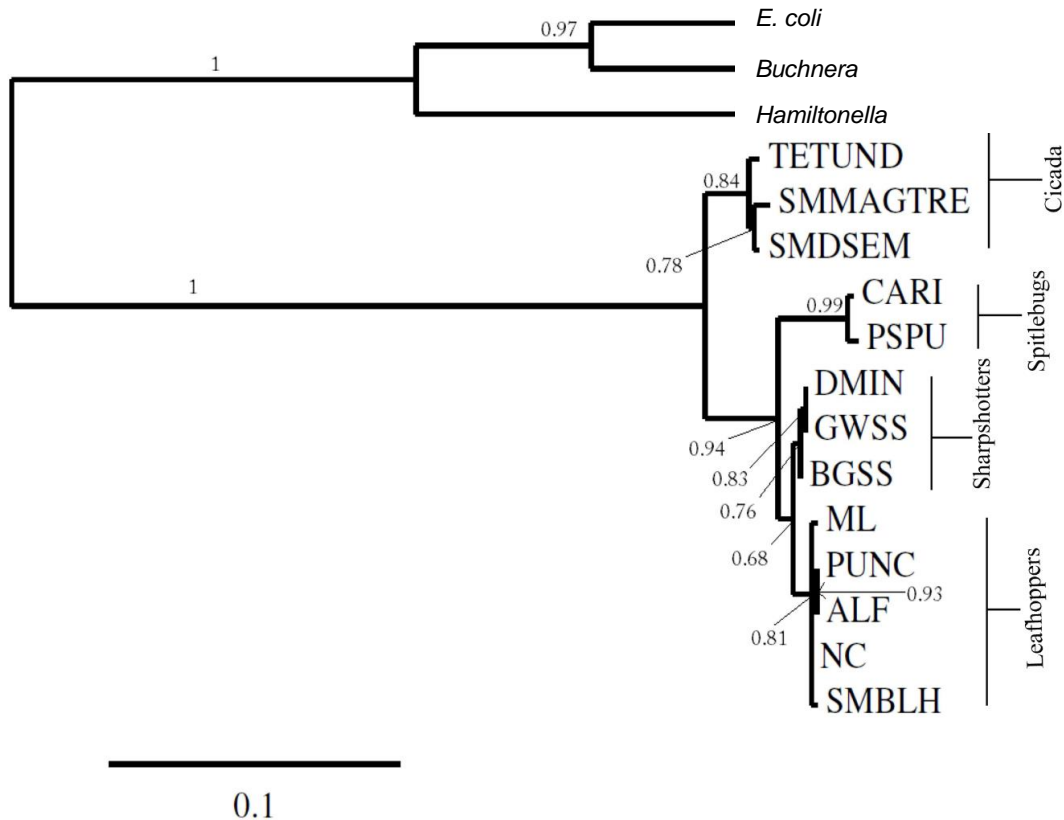 E. coli
0.97
1
Buchnera
Hamiltonella
TETUND
0.84
SMMAGTRE
Cicada
SMDSEM
0.78
1
CARI
0.99
PSPU
Spitlebugs
DMIN
GWSS
0.94
Sharpshotters
0.83
BGSS
0.76
ML
0.68
PUNC
0.93
ALF
0.81
Leafhoppers
NC
SMBLH
0.1